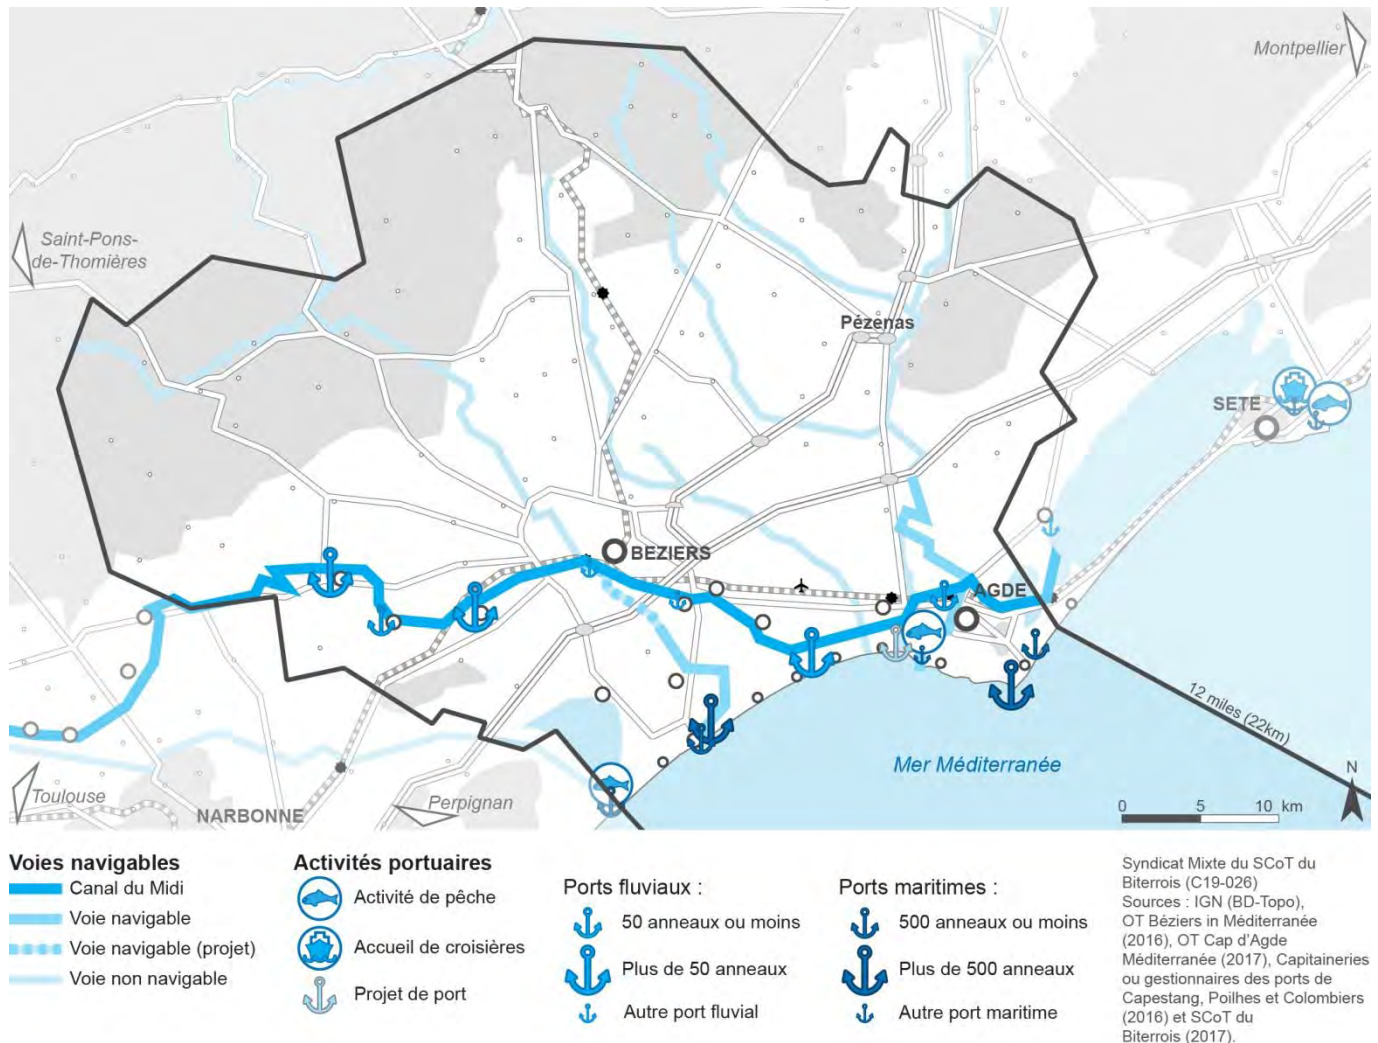 Montpellier
Saint-Pons-
de-Thomières
Pézenas
SETE
BEZIERS
AGDE
12 miles (22km)
Mer Méditerranée
N
0 5 10 km
Toulouse
NARBONNE
Perpignan
Voies navigables
Canal du Midi
Voie navigable
Voie navigable (projet)
Voie non navigable
Activités portuaires
Activité de pêche
Accueil de croisières
Projet de port
Ports fluviaux :
50 anneaux ou moins
Plus de 50 anneaux
Autre port fluvial
Ports maritimes :
500 anneaux ou moins
Plus de 500 anneaux
Autre port maritime
Syndicat Mixte du SCoT du
Biterrois (C19-026)
Sources : IGN (BD-Topo),
OT Béziers in Méditerranée
(2016), OT Cap d'Agde
Méditerranée (2017), Capitaineries
ou gestionnaires des ports de
Capestang, Poilhes et Colombiers
(2016) et SCoT du
Biterrois (2017).